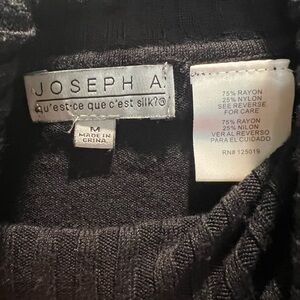 JOSEPH A.
qu'est-ce que c'est silk?®
M
MADE IN
CHINA
75% RAYON
25% NYLON
SEE REVERSE
FOR CARE
75% RAYON
25% NILON
VER AL REVERSO
PARA EL CUIDADO
RN# 125019